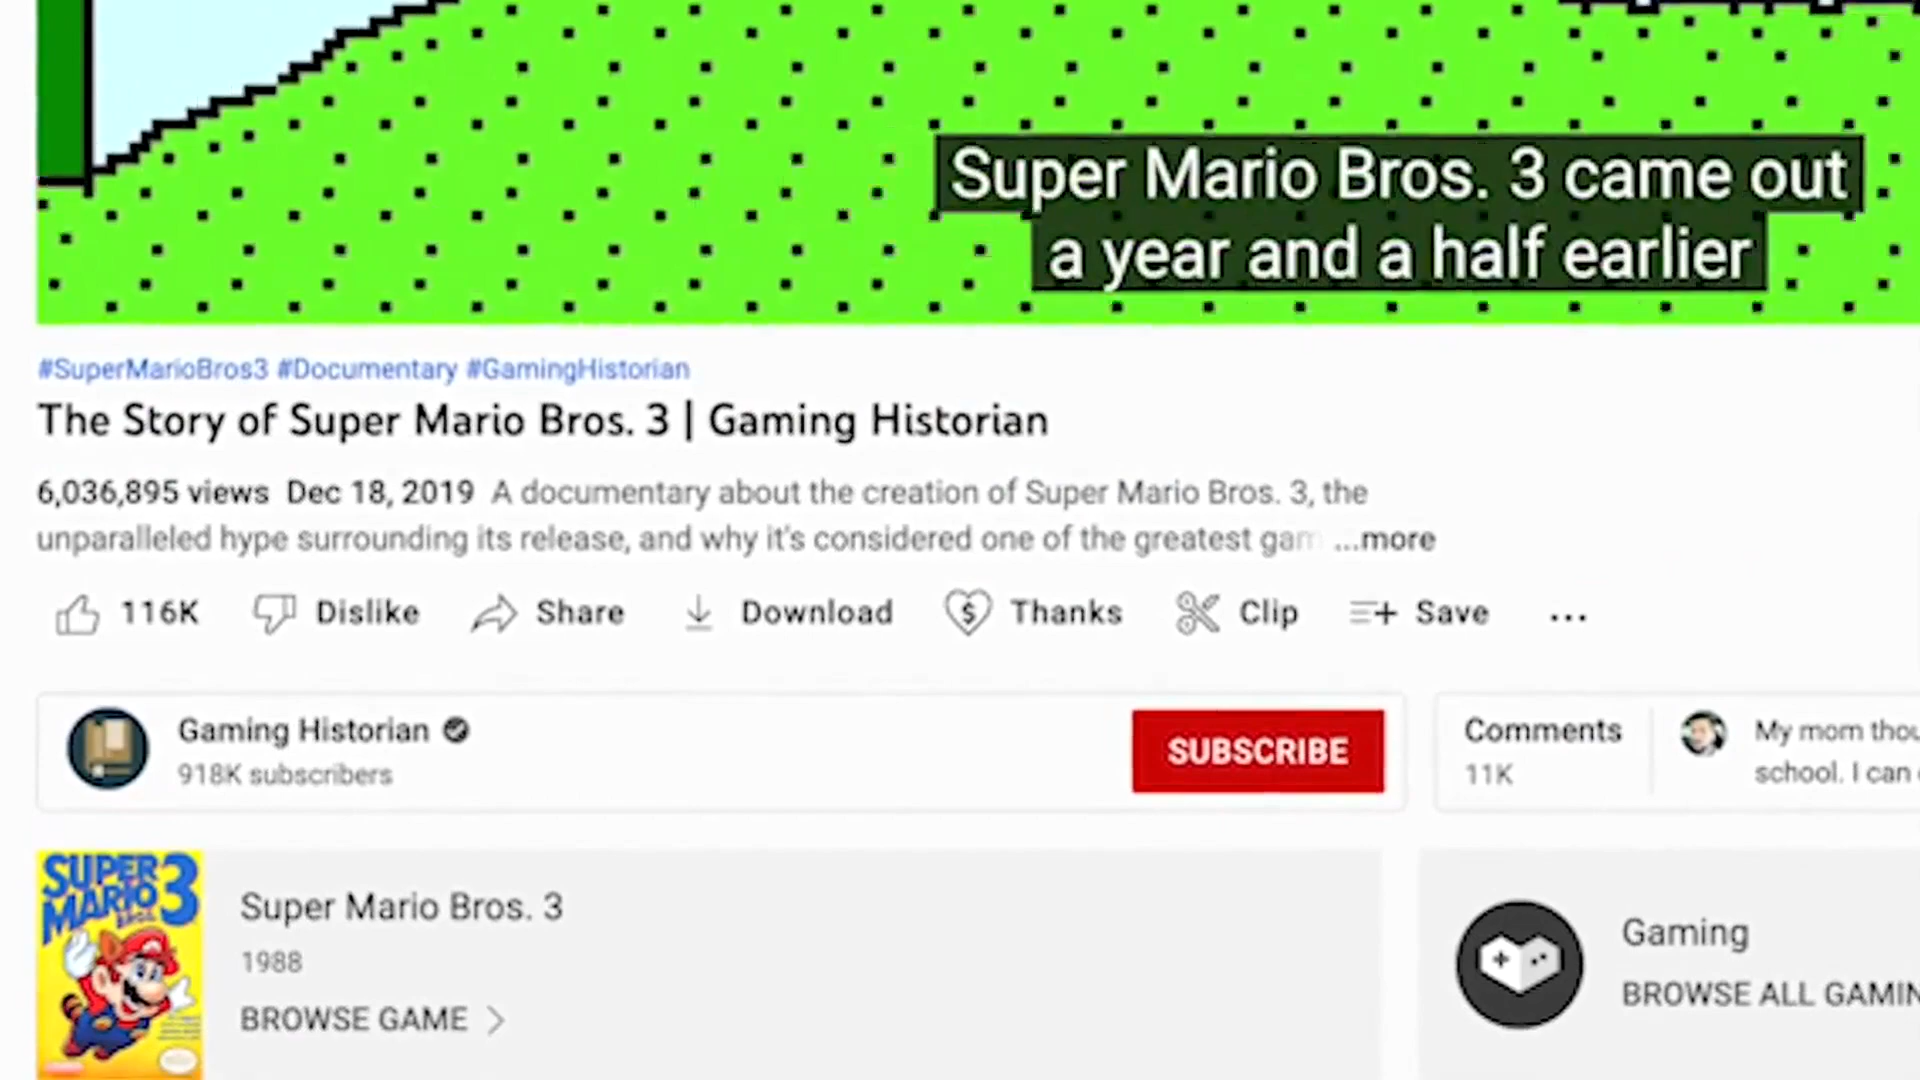 Super Mario Bros. 3 came out
a year and a half earlier
#SuperMarioBros3 #Documentary #GamingHistorian
The Story of Super Mario Bros. 3 | Gaming Historian
6,036,895 views Dec 18, 2019 A documentary about the creation of Super Mario Bros. 3, the
unparalleled hype surrounding its release, and why it's considered one of the greatest gam ...more
116K Dislike Share Download Thanks Clip Save ...
Gaming Historian
918K subscribers
SUBSCRIBE
Comments
11K
My mom thou
school. I can
SUPER
MARIO 3
BROS.
Super Mario Bros. 3
1988
BROWSE GAME
Gaming
BROWSE ALL GAMIN